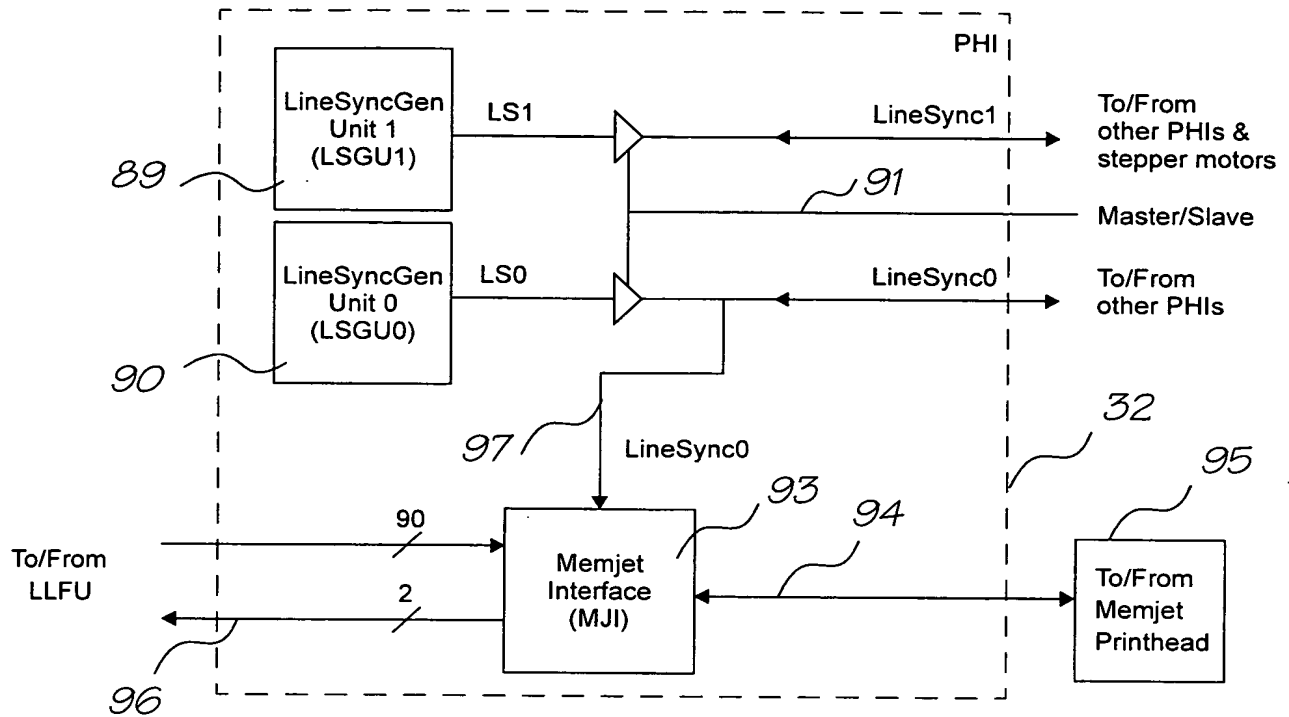 PHI
LineSyncGen
Unit 1
(LSGU1)
LS1
LineSync1
To/From
other PHIs &
stepper motors
89
91
Master/Slave
LineSyncGen
Unit 0
(LSGU0)
LS0
LineSync0
To/From
other PHIs
90
97
LineSync0
32
95
93
94
To/From
LLFU
90
2
Memjet
Interface
(MJI)
To/From
Memjet
Printhead
96